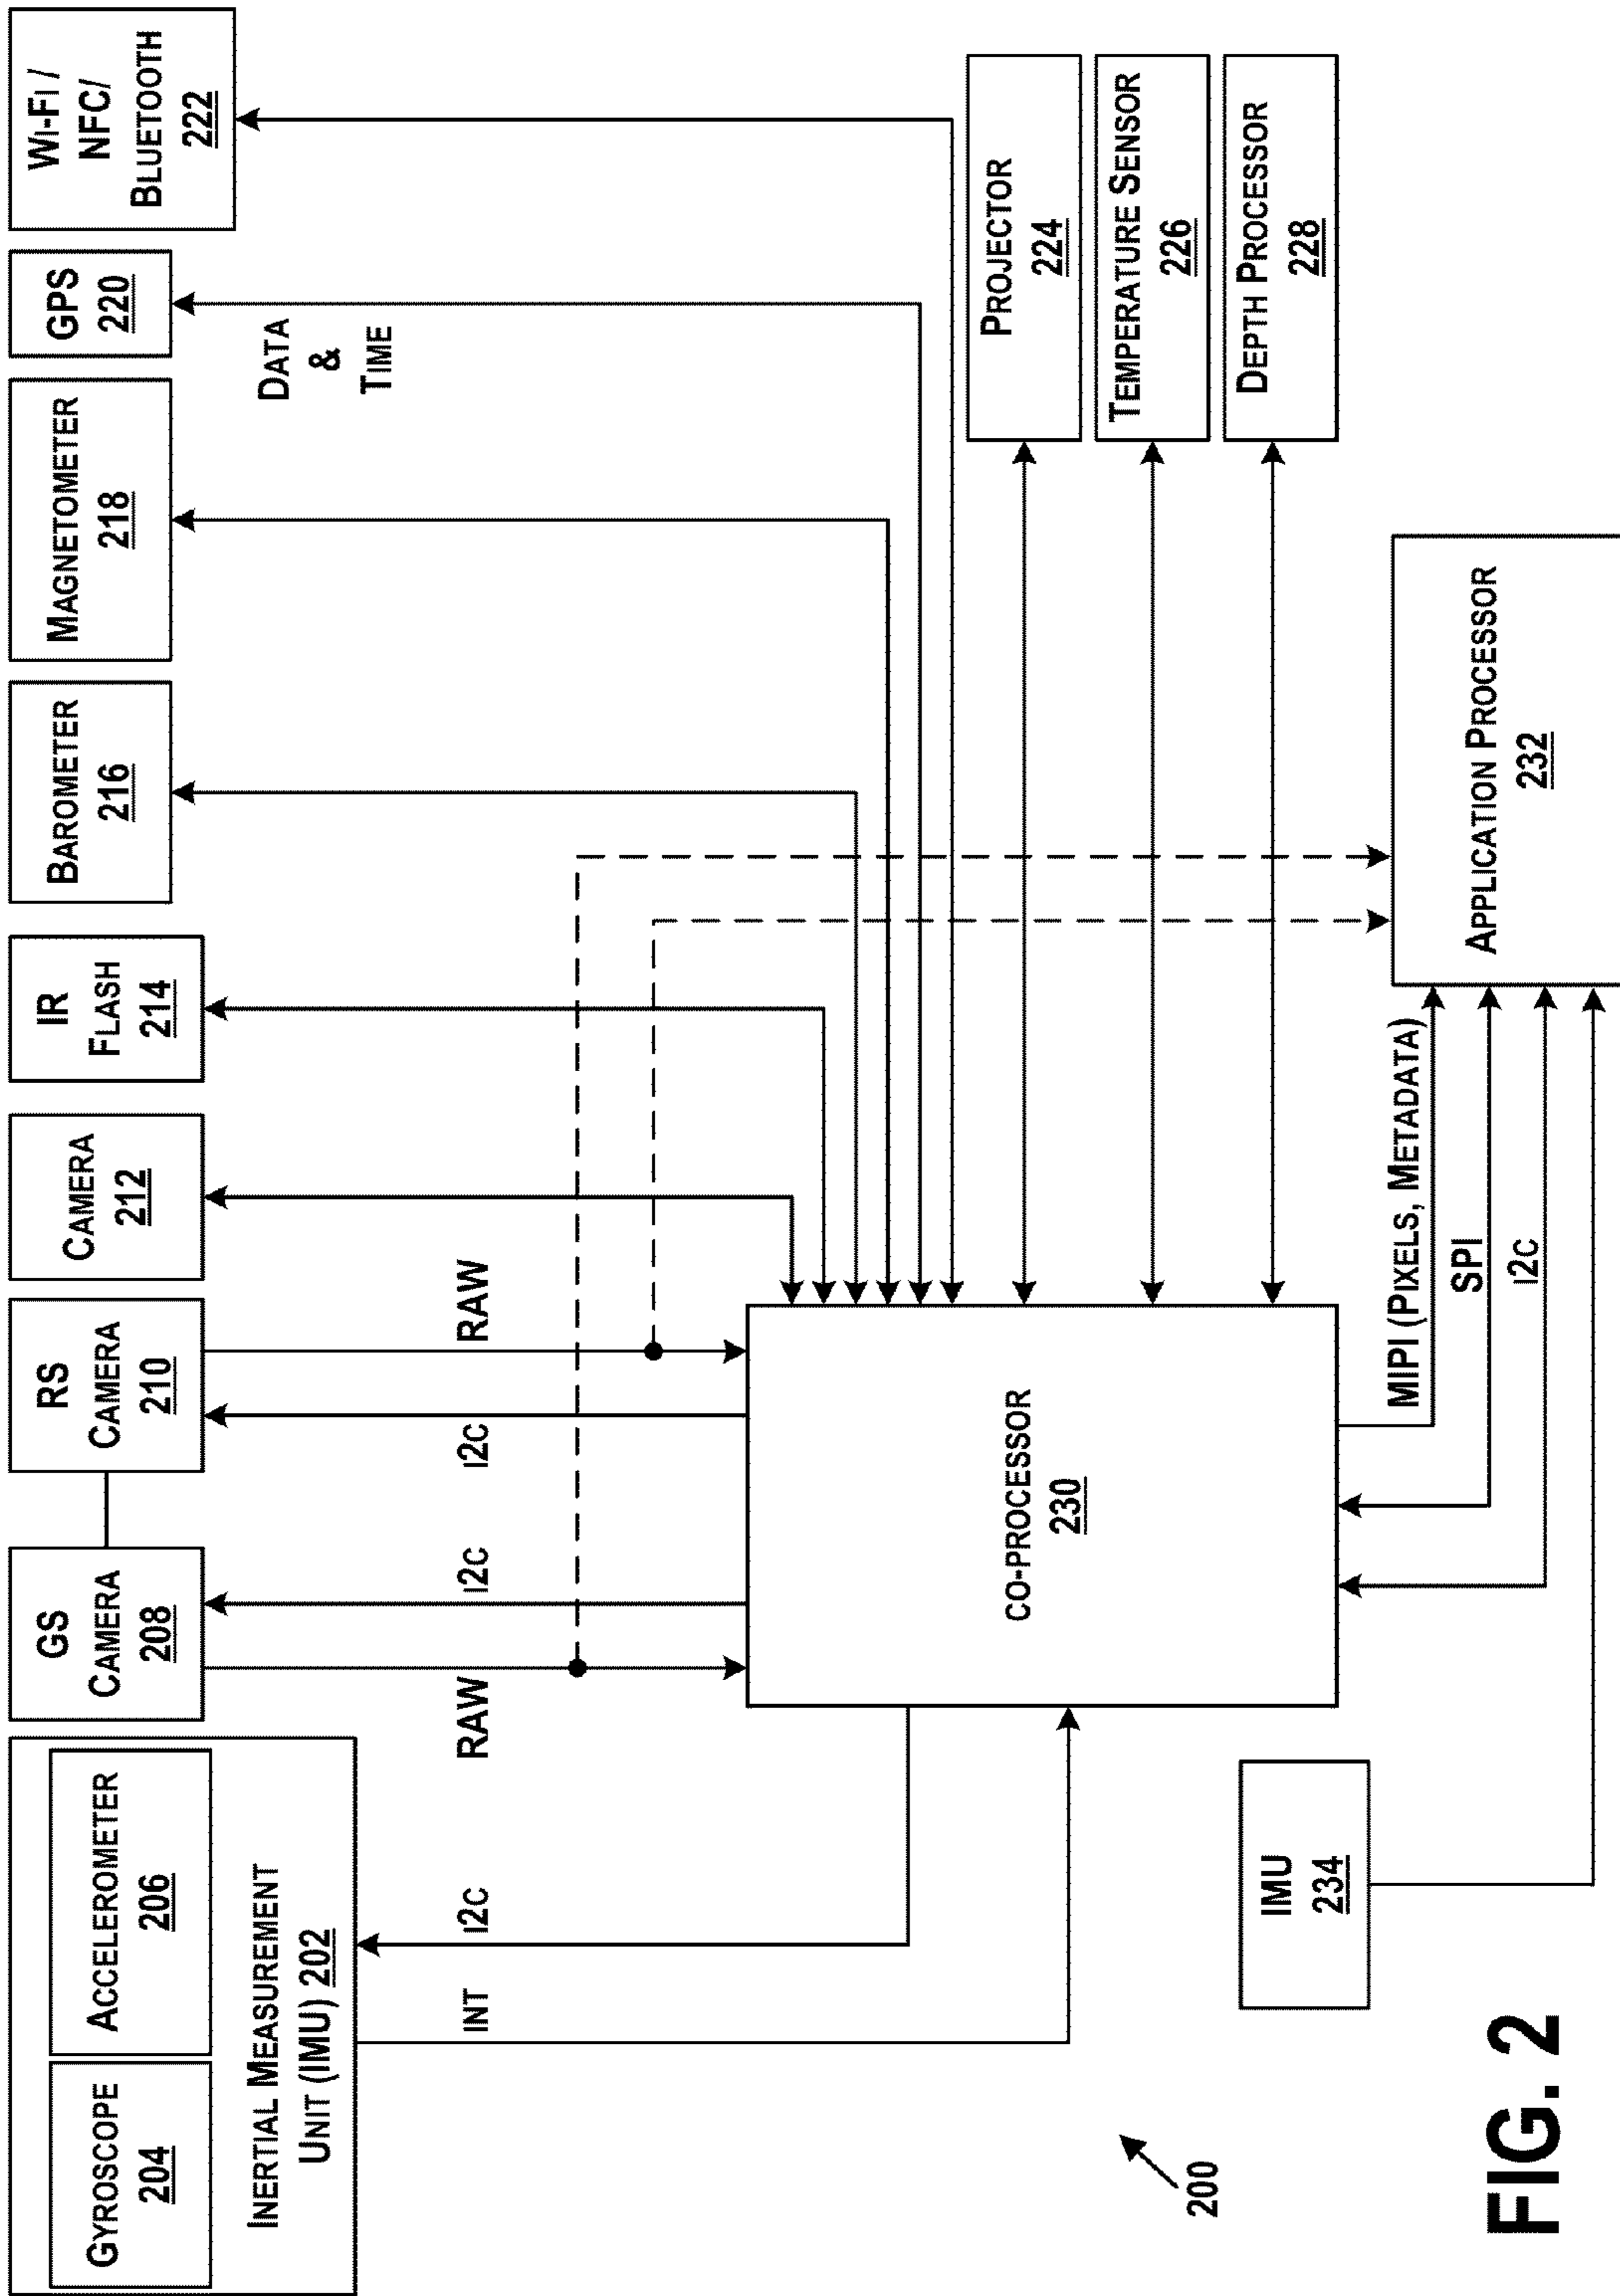 GYROSCOPE
204
ACCELEROMETER
206
INERTIAL MEASUREMENT
UNIT (IMU) 202
GS
CAMERA
208
RS
CAMERA
210
CAMERA
212
IR
FLASH
214
BAROMETER
216
MAGNETOMETER
218
GPS
220
WI-FI /
NFC/
BLUETOOTH
222
INT
I2C
RAW
I2C
I2C
RAW
DATA
&
TIME
CO-PROCESSOR
230
PROJECTOR
224
TEMPERATURE SENSOR
226
DEPTH PROCESSOR
228
200
IMU
234
MIPI (PIXELS, METADATA)
SPI
I2C
APPLICATION PROCESSOR
232
FIG. 2